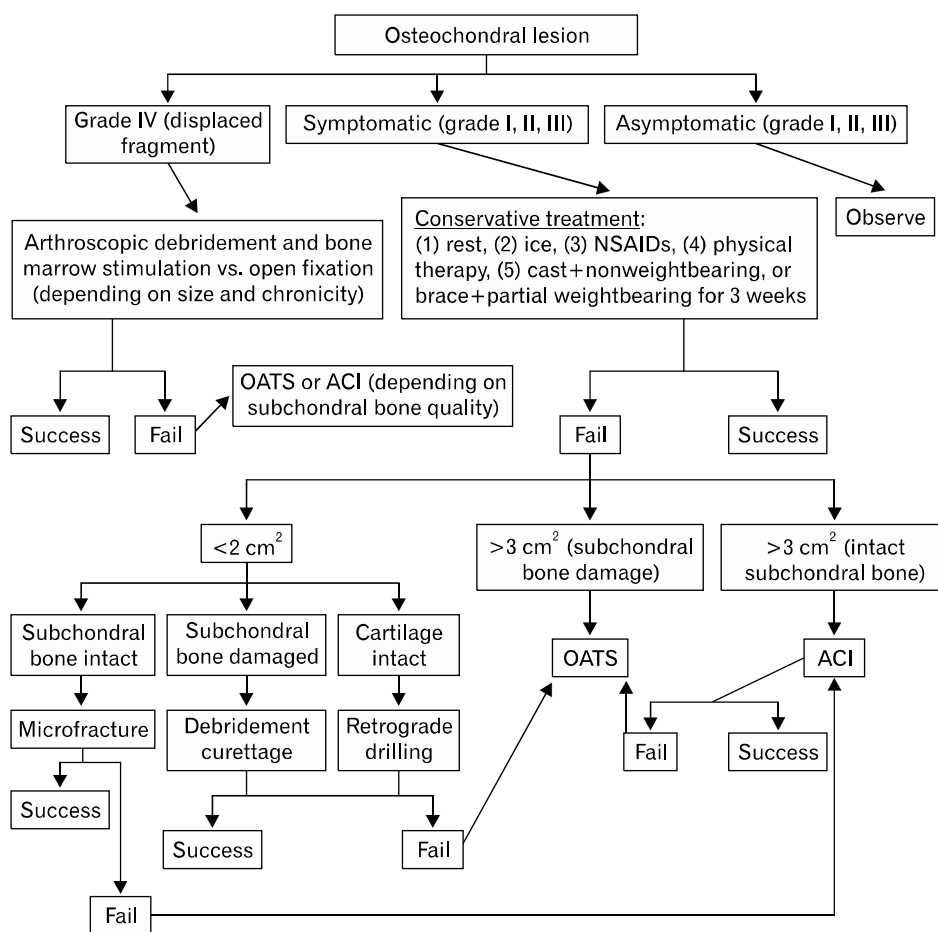 Osteochondral lesion
Grade IV (displaced
fragment)
Symptomatic (grade I, II, III)
Asymptomatic (grade I, II, III)
Arthroscopic debridement and bone
marrow stimulation vs. open fixation
(depending on size and chronicity)
Conservative treatment:
(1) rest, (2) ice, (3) NSAIDs, (4) physical
therapy, (5) cast+nonweightbearing, or
brace+partial weightbearing for 3 weeks
Observe
Success
Fail
OATS or ACI (depending on
subchondral bone quality)
Fail
Success
<2 cm²
>3 cm² (subchondral
bone damage)
>3 cm² (intact
subchondral bone)
Subchondral
bone intact
Subchondral
bone damaged
Cartilage
intact
OATS
ACI
Microfracture
Debridement
curettage
Retrograde
drilling
Fail
Success
Success
Success
Fail
Fail